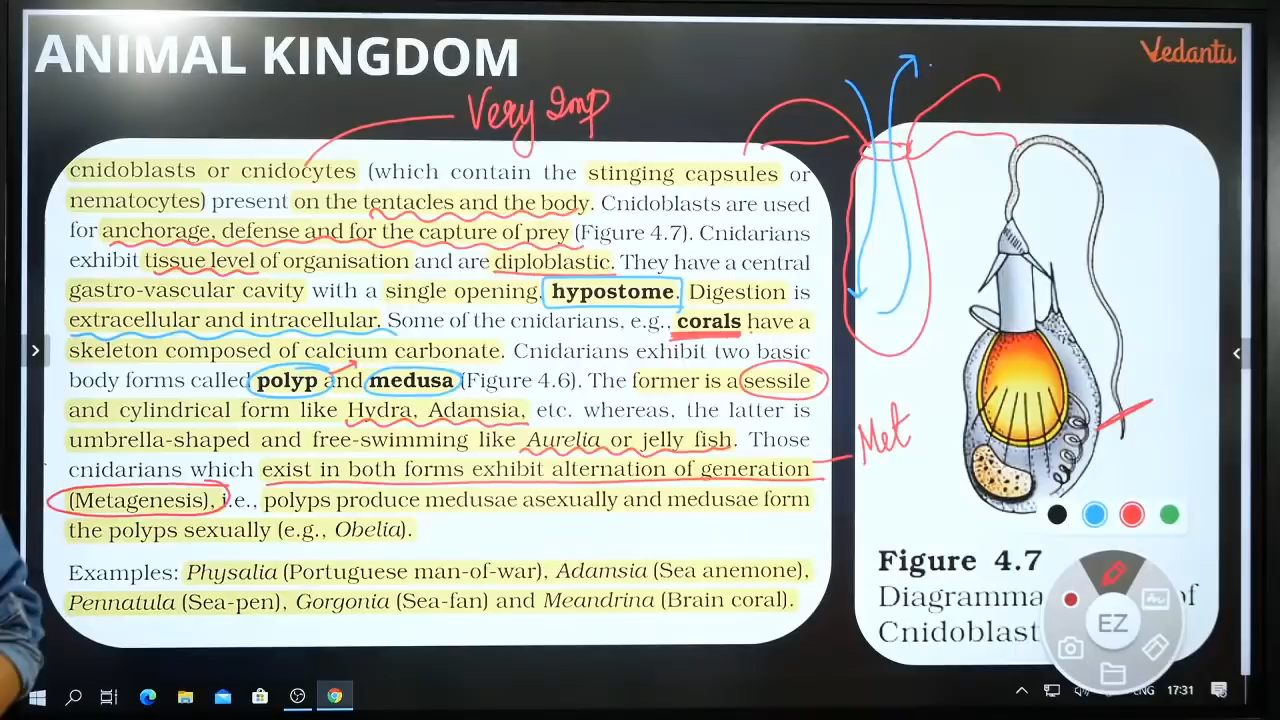 ANIMAL KINGDOM
Vedantu
Very Imp
cnidoblasts or cnidocytes (which contain the stinging capsules or
nematocytes) present on the tentacles and the body. Cnidoblasts are used
for anchorage, defense and for the capture of prey (Figure 4.7). Cnidarians
exhibit tissue level of organisation and are diploblastic. They have a central
gastro-vascular cavity with a single opening, hypostome. Digestion is
extracellular and intracellular. Some of the cnidarians, e.g., corals have a
skeleton composed of calcium carbonate. Cnidarians exhibit two basic
body forms called polyp and medusa (Figure 4.6). The former is a sessile
and cylindrical form like Hydra, Adamsia, etc. whereas, the latter is
umbrella-shaped and free-swimming like Aurelia or jelly fish. Those
cnidarians which exist in both forms exhibit alternation of generation
(Metagenesis), i.e., polyps produce medusae asexually and medusae form
the polyps sexually (e.g., Obelia).
Examples: Physalia (Portuguese man-of-war), Adamsia (Sea anemone),
Pennatula (Sea-pen), Gorgonia (Sea-fan) and Meandrina (Brain coral).
Met
Figure 4.7
Diagramma of
Cnidoblast
EZ
ENG
17:31